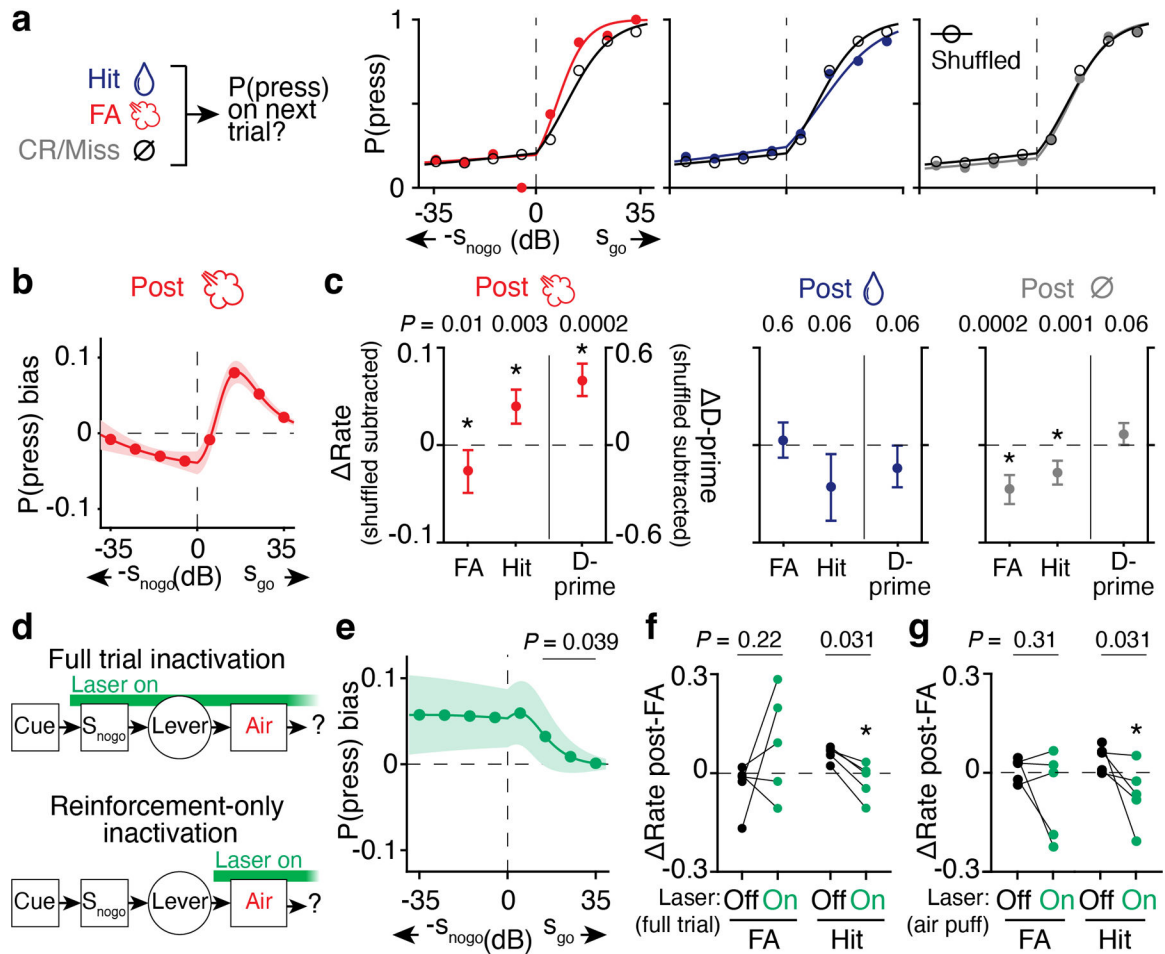 a
Hit
FA
CR/Miss
P(press)
on next
trial?
P(press)
1
0
-35
0
35
-s_nogo (dB) s_go
Shuffled
b
Post
P(press) bias
0.1
0
-0.1
-35
0
35
-s_nogo (dB) s_go
c
Post
P = 0.01 0.003 0.0002
ΔRate
(shuffled subtracted)
0.1
0
-0.1
* * *
0.6
0
-0.6
ΔD-prime
(shuffled subtracted)
FA Hit D-
prime
Post
0.6 0.06 0.06
FA Hit D-
prime
Post
0.0002 0.001 0.06
* *
FA Hit D-
prime
d
Full trial inactivation
Laser on
Cue S_nogo Lever Air ?
Reinforcement-only
inactivation
Laser on
Cue S_nogo Lever Air ?
e
P = 0.039
P(press) bias
0.1
0
-0.1
-35 0 35
-s_nogo (dB) s_go
f
P = 0.22 0.031
ΔRate post-FA
0.3
0
-0.3
*
Laser: Off On Off On
(full trial) FA Hit
g
P = 0.31 0.031
ΔRate post-FA
0.3
0
-0.3
*
Laser: Off On Off On
(air puff) FA Hit